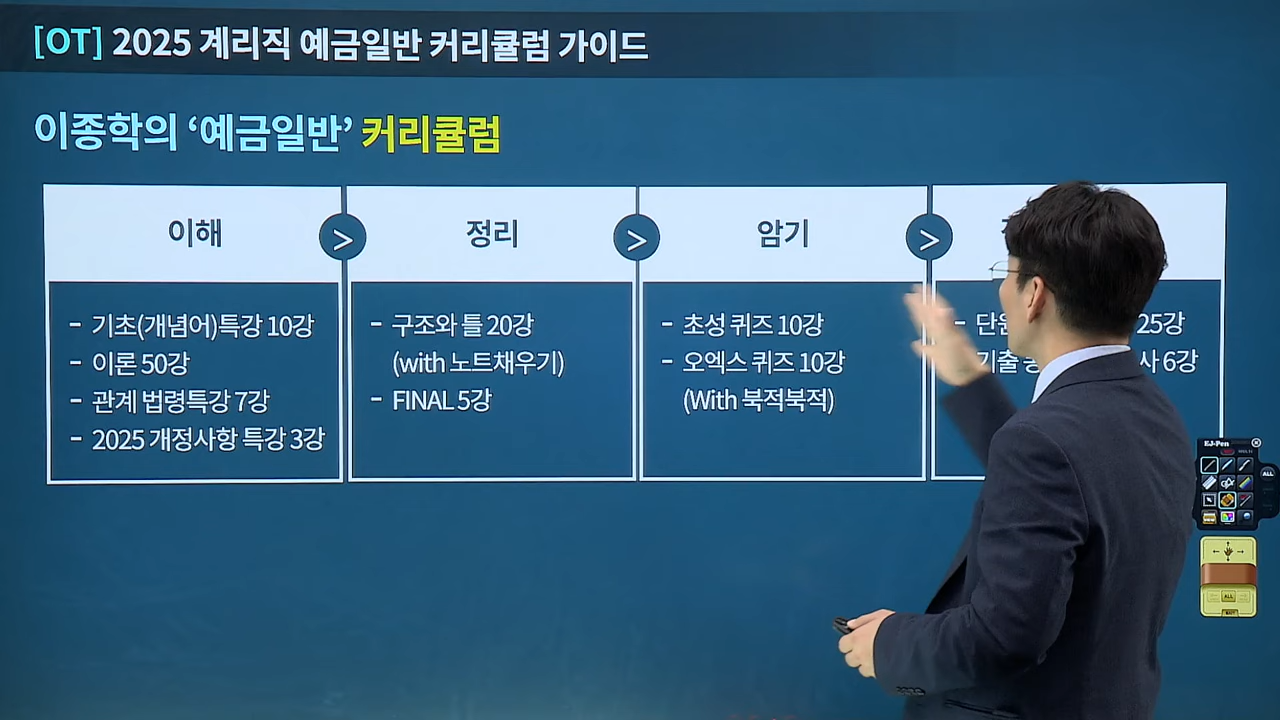 [OT] 2025 계리직 예금일반 커리큘럼 가이드
이종학의 ‘예금일반’ 커리큘럼
이해 >
정리 >
암기 >
- 기초(개념어)특강 10강
- 이론 50강
- 관계 법령특강 7강
- 2025 개정사항 특강 3강
- 구조와 틀 20강
(with 노트채우기)
- FINAL 5강
- 초성 퀴즈 10강
- 오엑스 퀴즈 10강
(With 북적북적)
- 25강
기출 6강
EJ-Pen
ALL
ALL